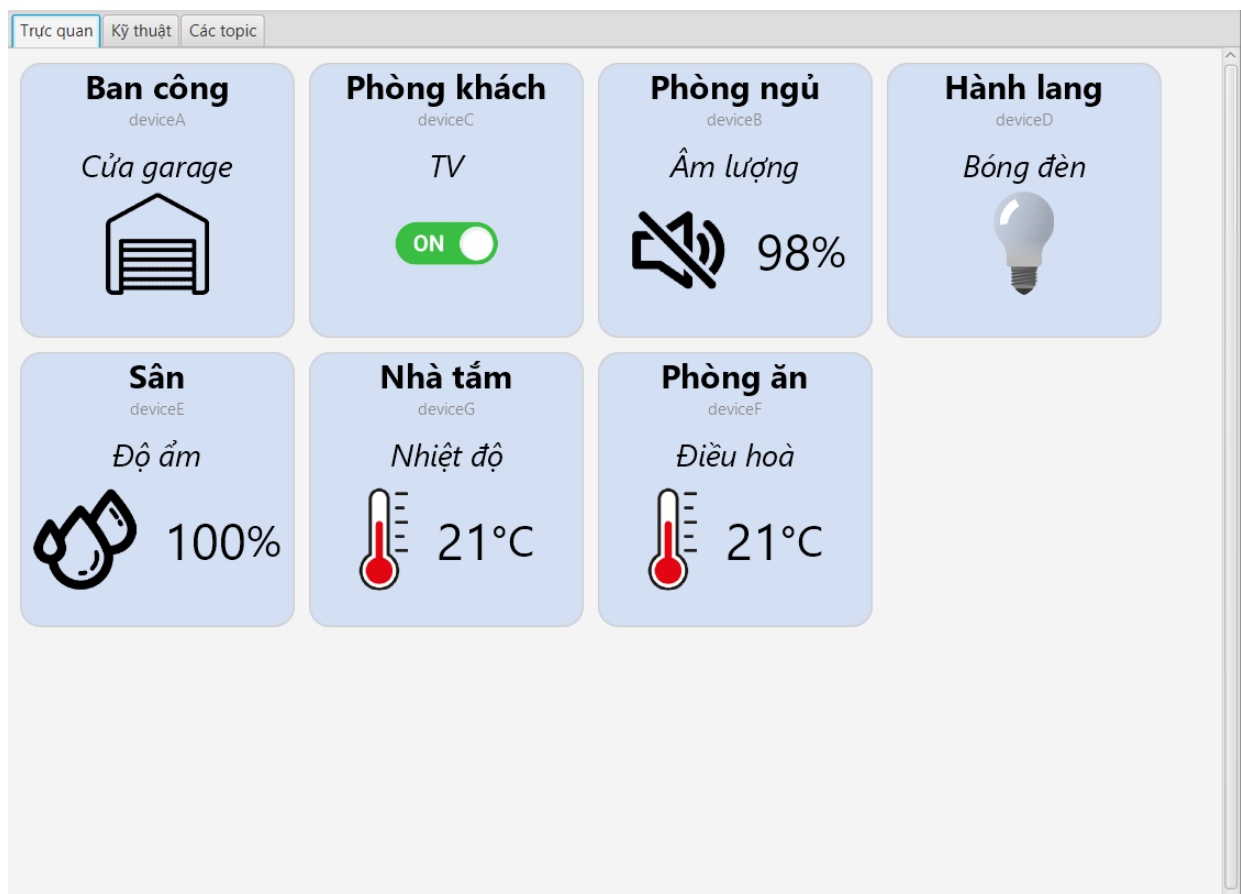 Trực quan
Kỹ thuật
Các topic
Ban công
deviceA
Cửa garage
Phòng khách
deviceC
TV
ON
Phòng ngủ
deviceB
Âm lượng
98%
Hành lang
deviceD
Bóng đèn
Sân
deviceE
Độ ẩm
100%
Nhà tắm
deviceG
Nhiệt độ
21°C
Phòng ăn
deviceF
Điều hoà
21°C